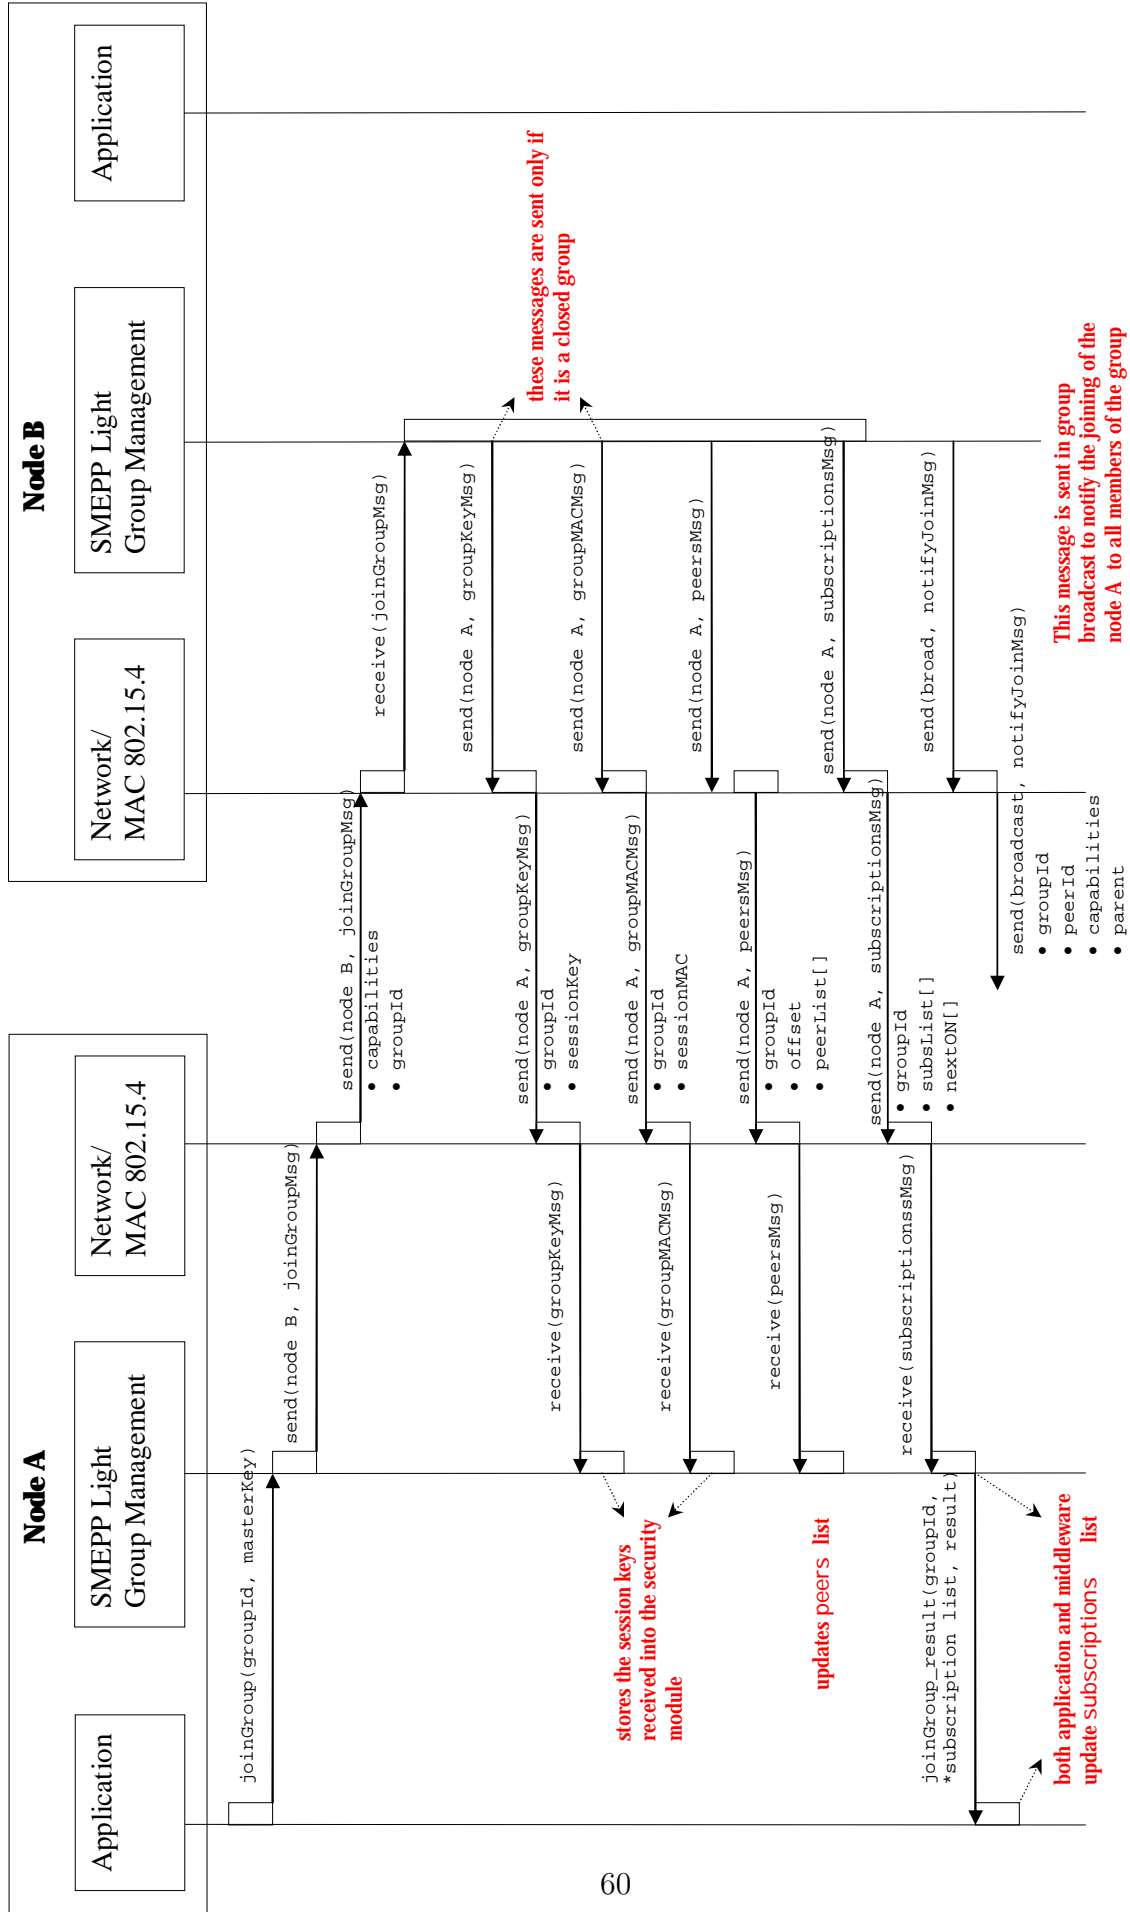 Node A
Node B
Application
SMEPP Light
Group Management
Network/
MAC 802.15.4
Network/
MAC 802.15.4
SMEPP Light
Group Management
Application
joinGroup(groupId, masterKey)
send(node B, joinGroupMsg)
send(node B, joinGroupMsg)
• capabilities
• groupId
receive(joinGroupMsg)
send(node A, groupKeyMsg)
these messages are sent only if
it is a closed group
send(node A, groupKeyMsg)
• groupId
• sessionKey
receive(groupKeyMsg)
send(node A, groupMACMsg)
send(node A, groupMACMsg)
• groupId
• sessionMAC
receive(groupMACMsg)
stores the session keys
received into the security
module
send(node A, peersMsg)
send(node A, peersMsg)
• groupId
• offset
• peerList[]
receive(peersMsg)
updates peers list
send(node A, subscriptionsMsg)
send(node A, subscriptionsMsg)
• groupId
• subsList[]
• nextON[]
receive(subscriptionssMsg)
joinGroup_result(groupId,
*subscription list, result)
both application and middleware
update subscriptions list
send(broad, notifyJoinMsg)
send(broadcast, notifyJoinMsg)
• groupId
• peerId
• capabilities
• parent
This message is sent in group
broadcast to notify the joining of the
node A to all members of the group
60